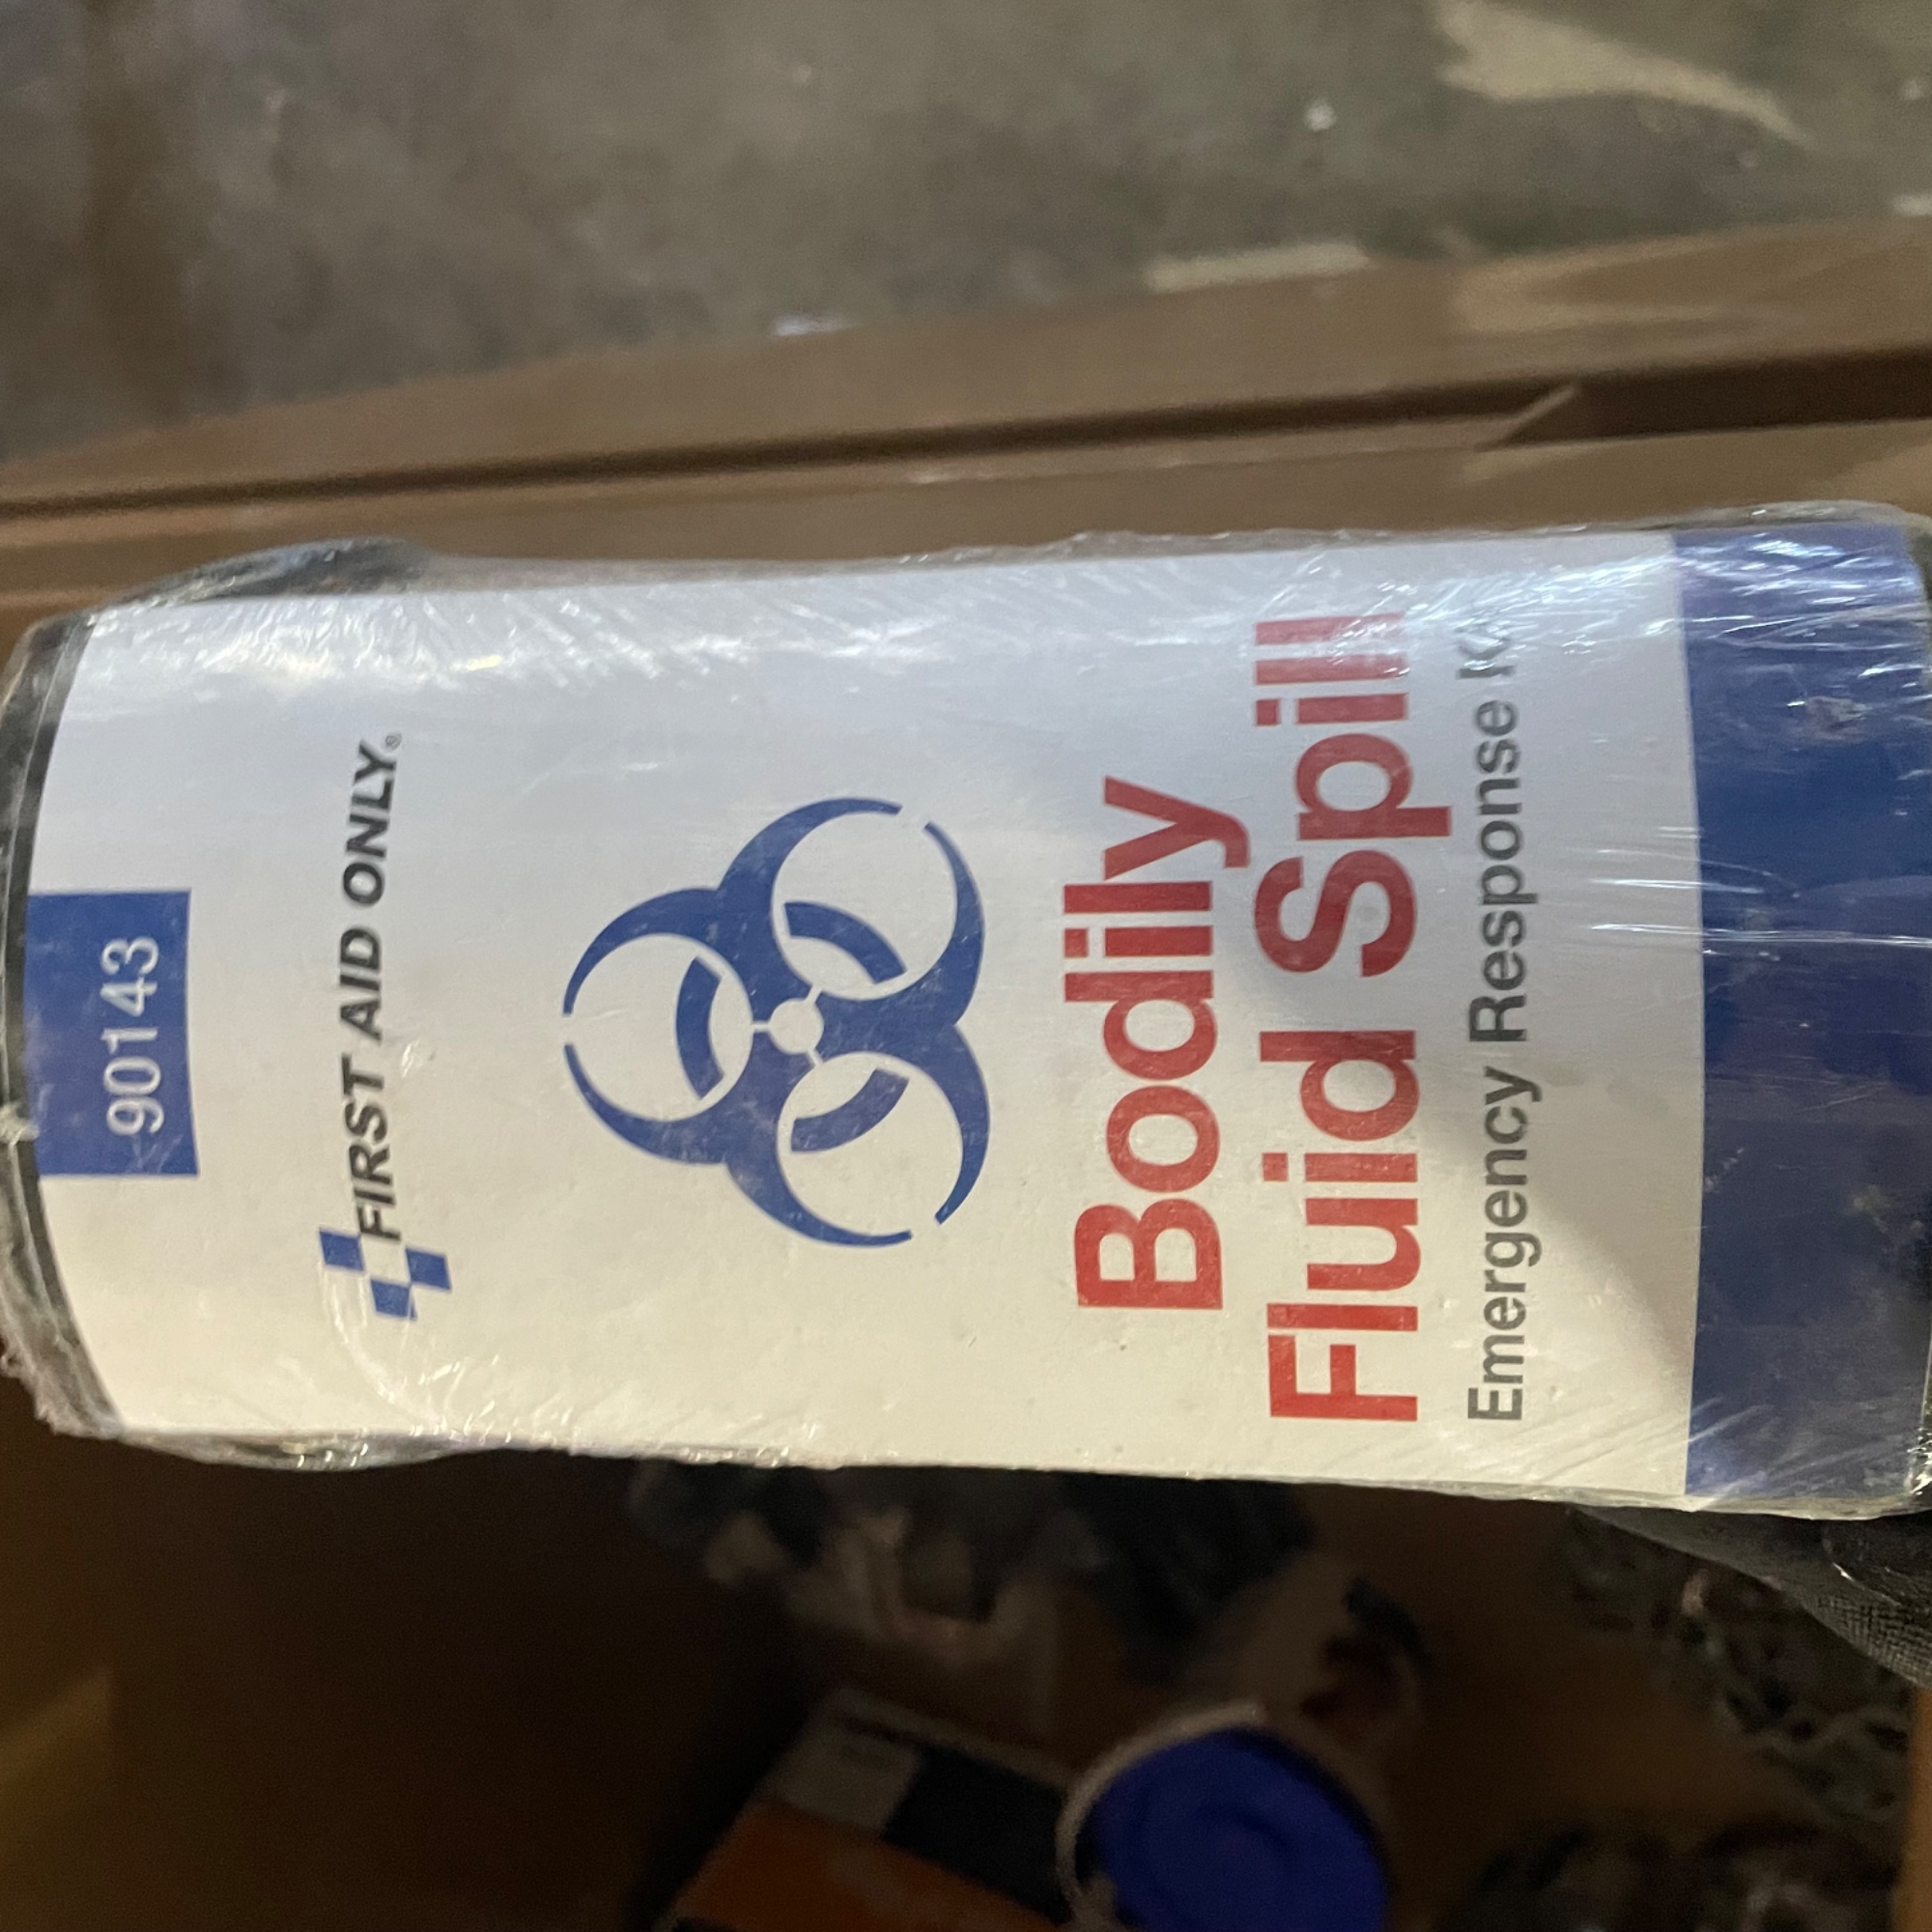 90143
FIRST AID ONLY®
Bodily
Fluid Spill
Emergency Response